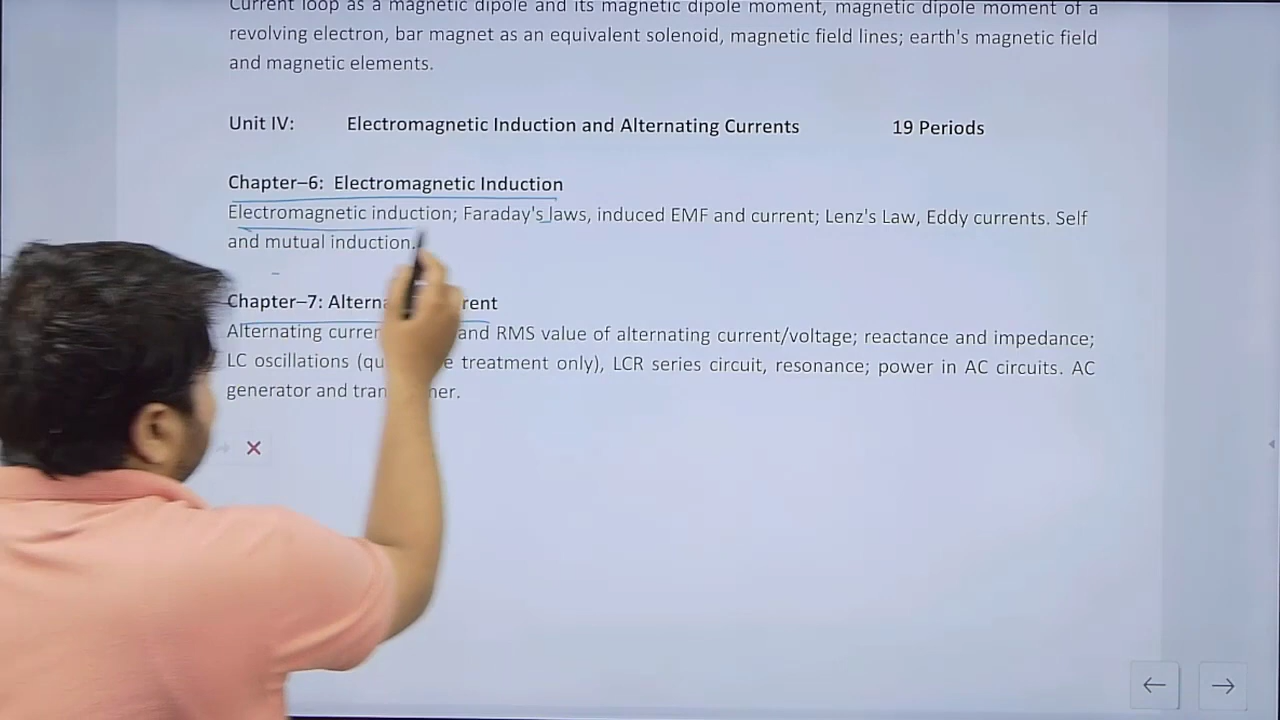 Current loop as a magnetic dipole and its magnetic dipole moment, magnetic dipole moment of a
revolving electron, bar magnet as an equivalent solenoid, magnetic field lines; earth's magnetic field
and magnetic elements.
Unit IV: Electromagnetic Induction and Alternating Currents 19 Periods
Chapter–6: Electromagnetic Induction
Electromagnetic induction; Faraday's laws, induced EMF and current; Lenz's Law, Eddy currents. Self
and mutual induction.
Chapter–7:
Alternating and RMS value of alternating current/voltage; reactance and impedance;
LC oscillations treatment only), LCR series circuit, resonance; power in AC circuits. AC
generator and